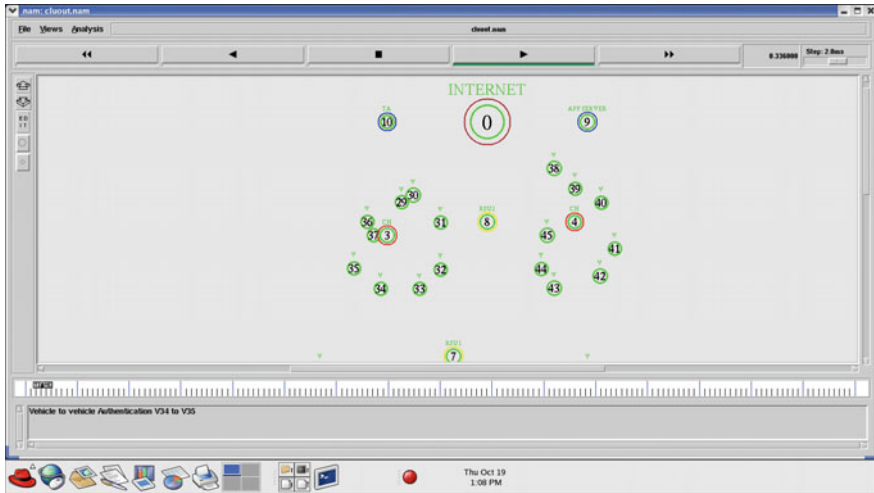 nam: cluout.nam
File Views Analysis cluout.nam
0.336000 Step: 2.0ms
INTERNET
TA APP SERVER
10 0 9
38
39
29 30 40
V
36 31 RSU2 8 CH 4
37 CH 3 45
41
35 32 44 42
34 33 43
RSU1
7
Vehicle to vehicle Authentication V34 to V35
Thu Oct 19
1:08 PM